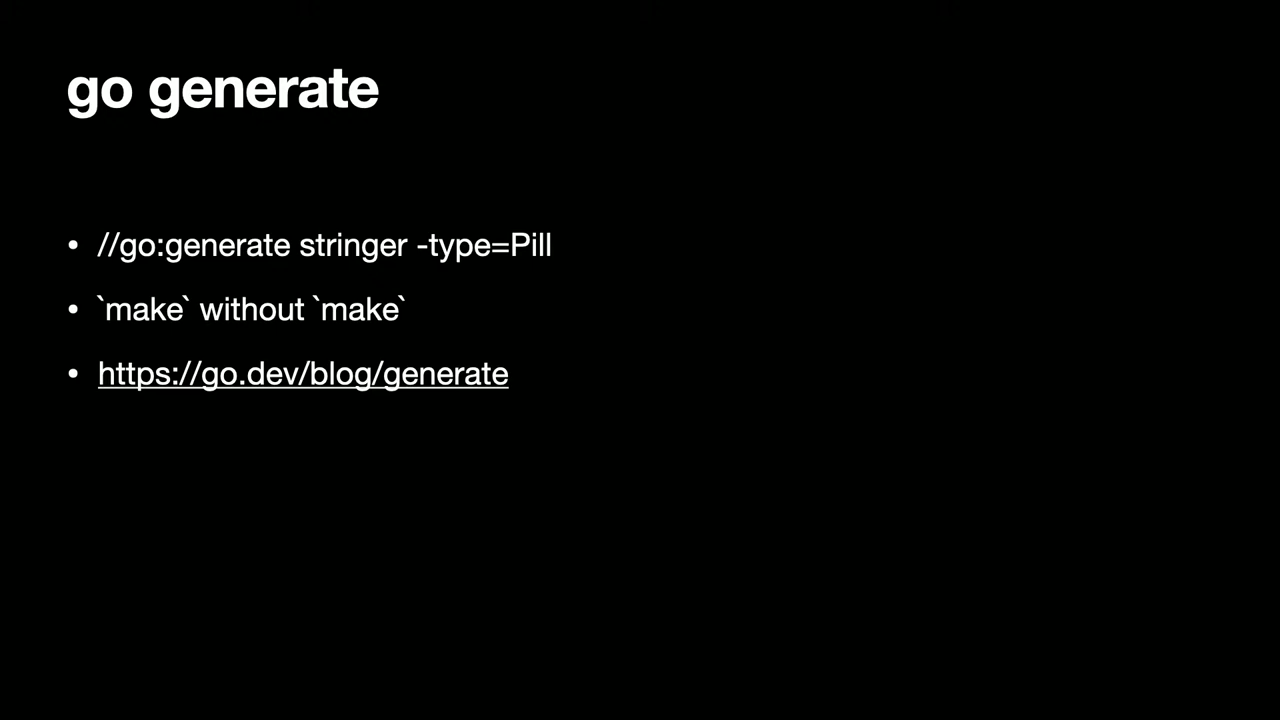 go generate
• //go:generate stringer -type=Pill
• `make` without `make`
• https://go.dev/blog/generate